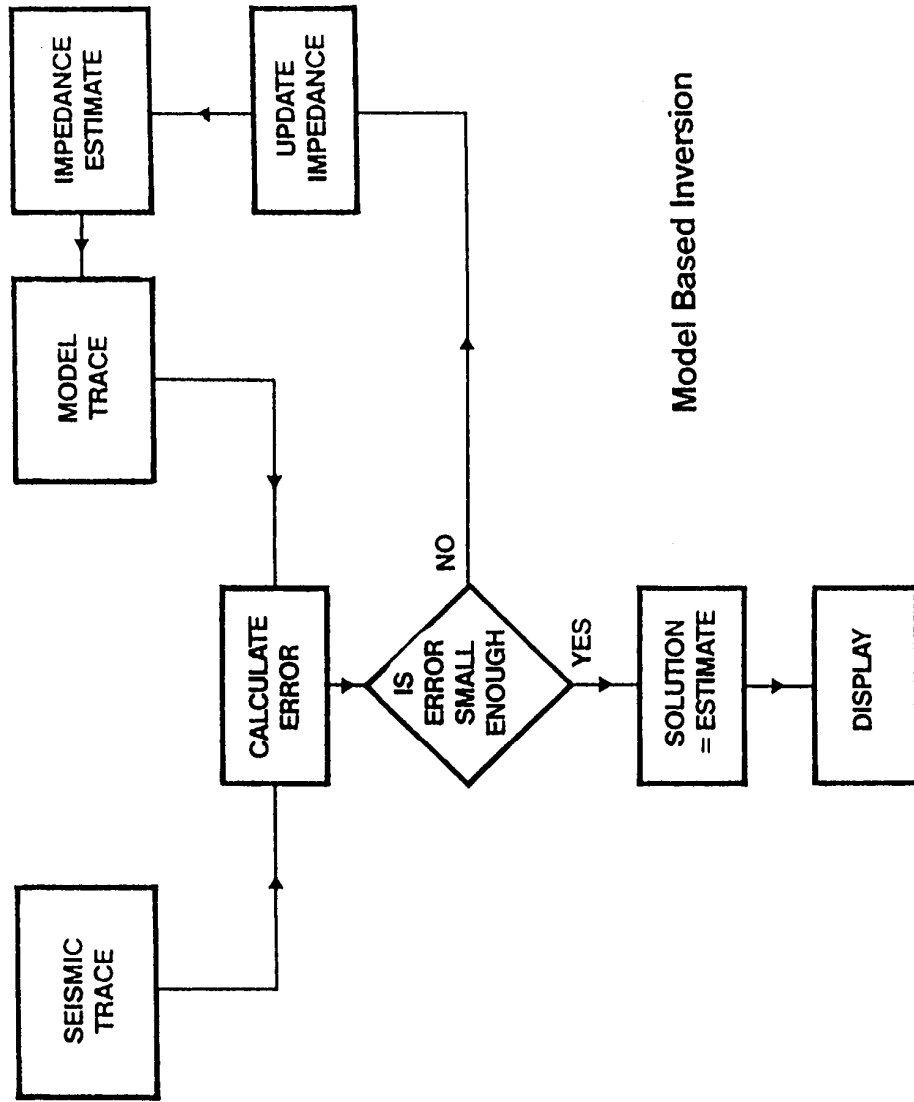 SEISMIC
TRACE
MODEL
TRACE
IMPEDANCE
ESTIMATE
CALCULATE
ERROR
UPDATE
IMPEDANCE
IS
ERROR
SMALL
ENOUGH
NO
YES
SOLUTION
= ESTIMATE
DISPLAY
Model Based Inversion